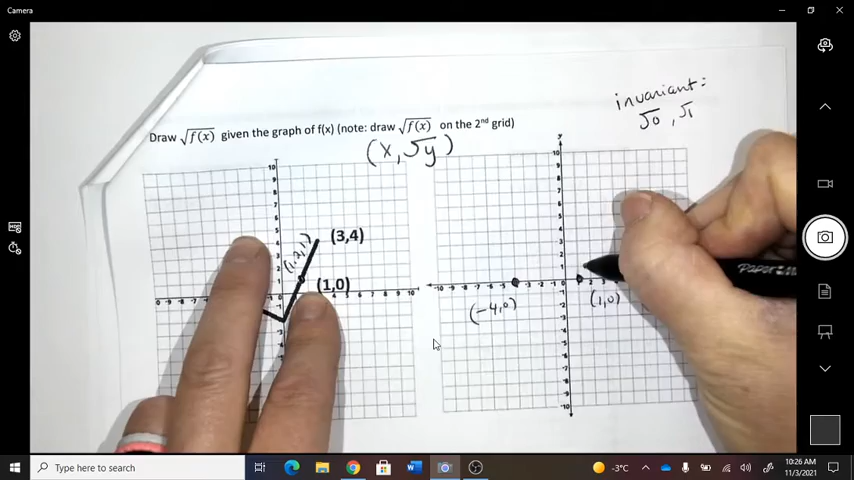 Camera
invariant:
√0, √1
Draw √f(x) given the graph of f(x) (note: draw √f(x) on the 2nd grid)
(x, √y)
(3,4)
(1,0)
(-4,0)
(1,0)
Type here to search
-3°C
10:26 AM
11/3/2021